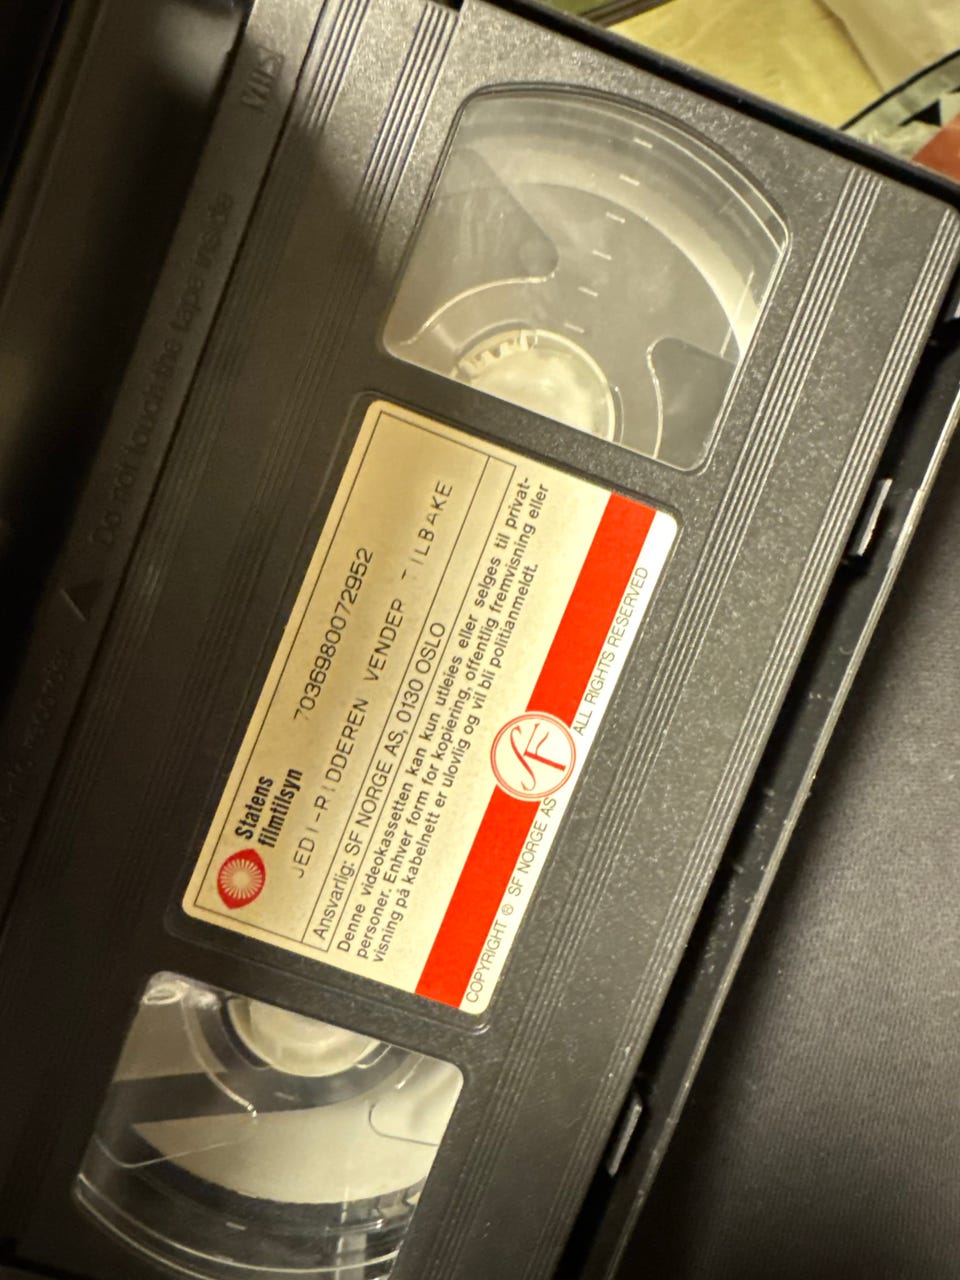 VHS
Do not touch the tape inside
Statens
filmtilsyn
7036980072952
JEDI-RIDDEREN VENDER TILBAKE
Ansvarlig: SF NORGE AS, 0130 OSLO
Denne videokassetten kan kun utleies eller selges til privat-
personer. Enhver form for kopiering, offentlig fremvisning eller
visning på kabelnett er ulovlig og vil bli politianmeldt.
SF
COPYRIGHT ® SF NORGE AS ALL RIGHTS RESERVED